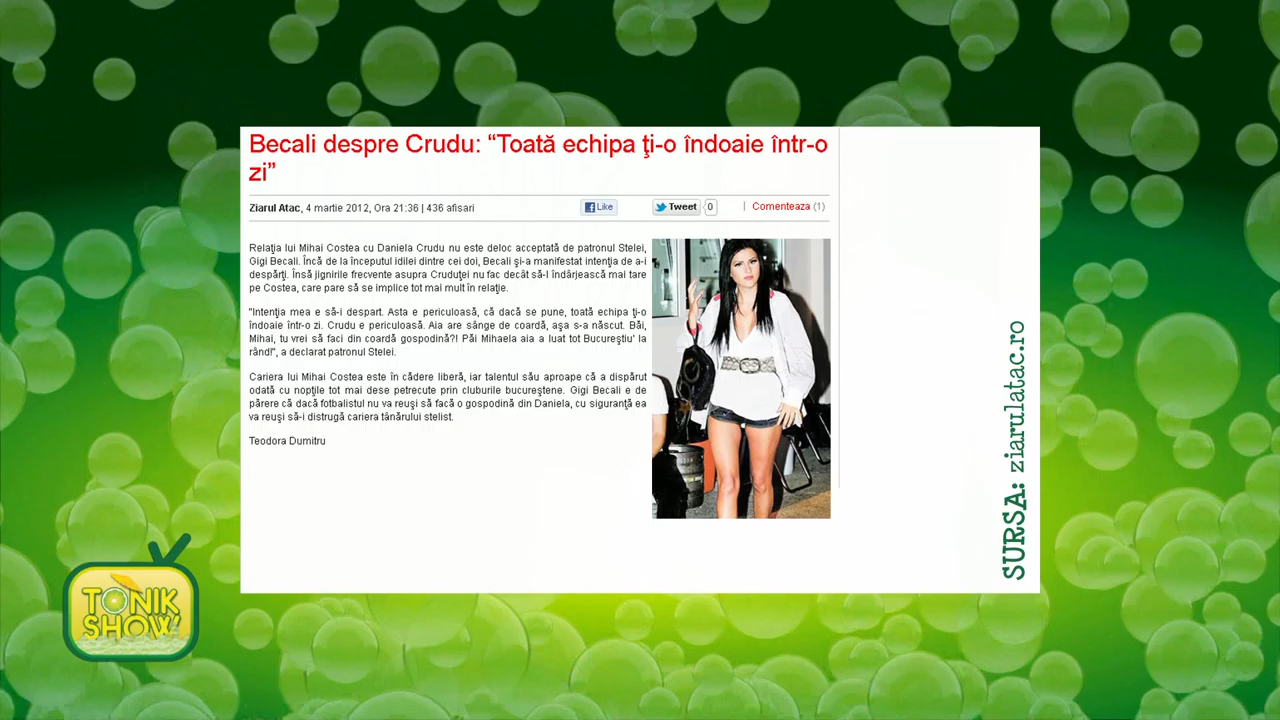 Becali despre Crudu: “Toată echipa ţi-o îndoaie într-o
zi”
Ziarul Atac, 4 martie 2012, Ora 21:36 | 436 afisari
Like
Tweet
0
| Comenteaza (1)
Relaţia lui Mihai Costea cu Daniela Crudu nu este deloc acceptată de patronul Stelei,
Gigi Becali. Încă de la începutul idilei dintre cei doi, Becali şi-a manifestat intenţia de a-i
despărţi. Însă jignirile frecvente asupra Cruduţei nu fac decât să-l îndârjească mai tare
pe Costea, care pare să se implice tot mai mult în relaţie.
"Intenţia mea e să-i despart. Asta e periculoasă, că dacă se pune, toată echipa ţi-o
îndoaie într-o zi. Crudu e periculoasă. Aia are sânge de coardă, aşa s-a născut. Băi,
Mihai, tu vrei să faci din coardă gospodină?! Păi Mihaela aia a luat tot Bucureştiu' la
rând!", a declarat patronul Stelei.
Cariera lui Mihai Costea este în cădere liberă, iar talentul său aproape că a dispărut
odată cu nopţile tot mai dese petrecute prin cluburile bucureştene. Gigi Becali e de
părere că dacă fotbalistul nu va reuşi să facă o gospodină din Daniela, cu siguranţă ea
va reuşi să-i distrugă cariera tânărului stelist.
Teodora Dumitru
SURSA: ziarulatac.ro
TONIK
SHOW